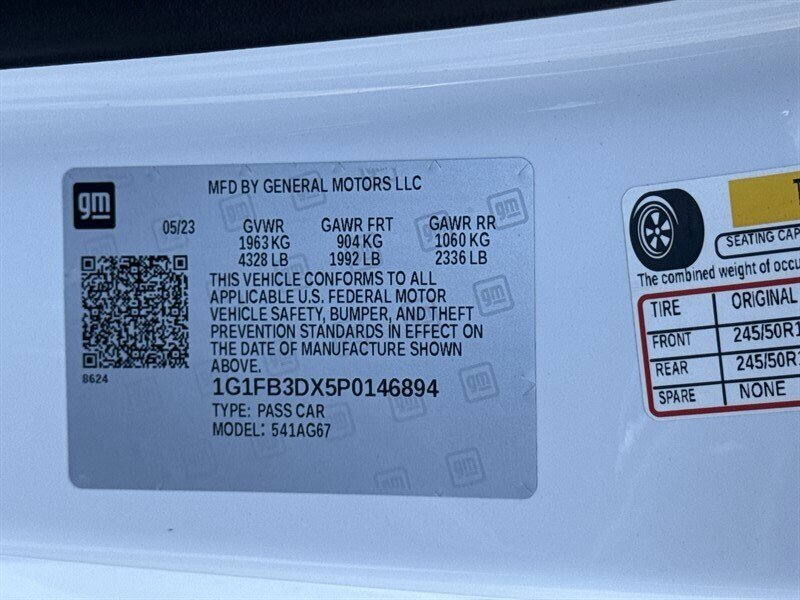 gm
MFD BY GENERAL MOTORS LLC
05/23 GVWR GAWR FRT GAWR RR
1963 KG 904 KG 1060 KG
4328 LB 1992 LB 2336 LB
THIS VEHICLE CONFORMS TO ALL
APPLICABLE U.S. FEDERAL MOTOR
VEHICLE SAFETY, BUMPER, AND THEFT
PREVENTION STANDARDS IN EFFECT ON
THE DATE OF MANUFACTURE SHOWN
ABOVE.
8624
1G1FB3DX5P0146894
TYPE: PASS CAR
MODEL: 541AG67
SEATING CAP
The combined weight of occu
TIRE ORIGINAL
FRONT 245/50R1
REAR 245/50R1
SPARE NONE